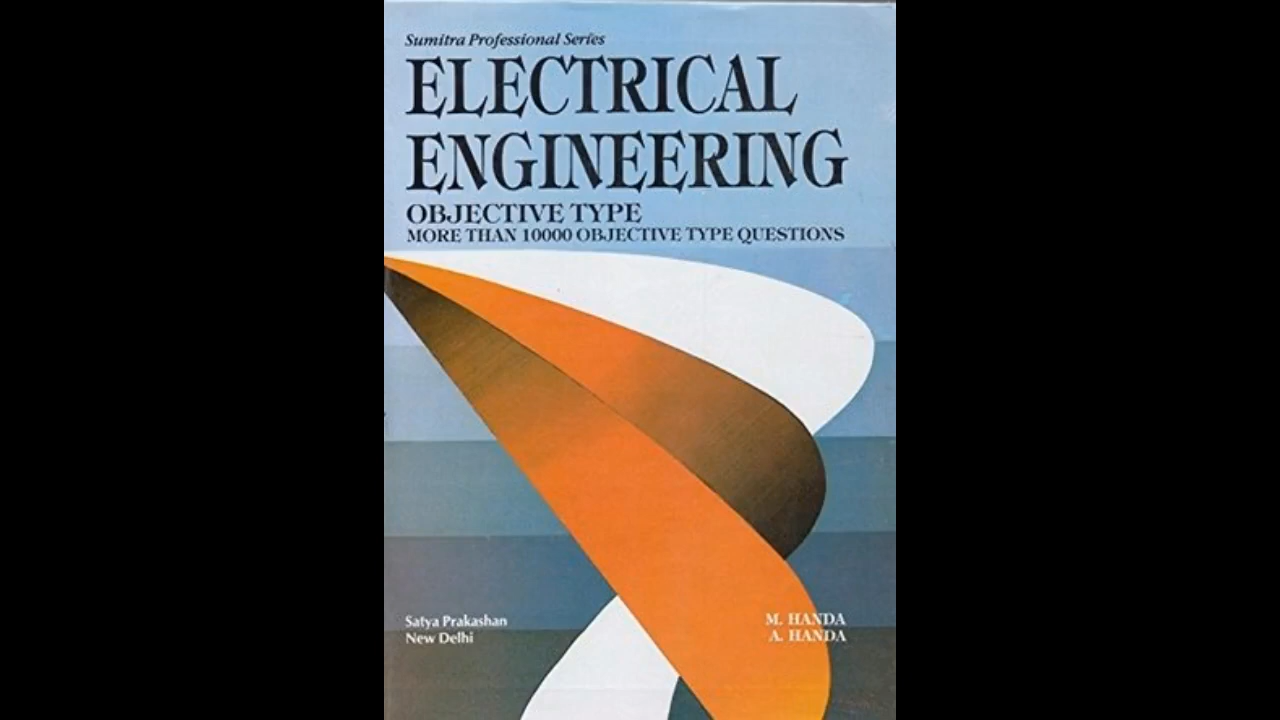 Sumitra Professional Series
ELECTRICAL
ENGINEERING
OBJECTIVE TYPE
MORE THAN 10000 OBJECTIVE TYPE QUESTIONS
Satya Prakashan
New Delhi
M. HANDA
A. HANDA